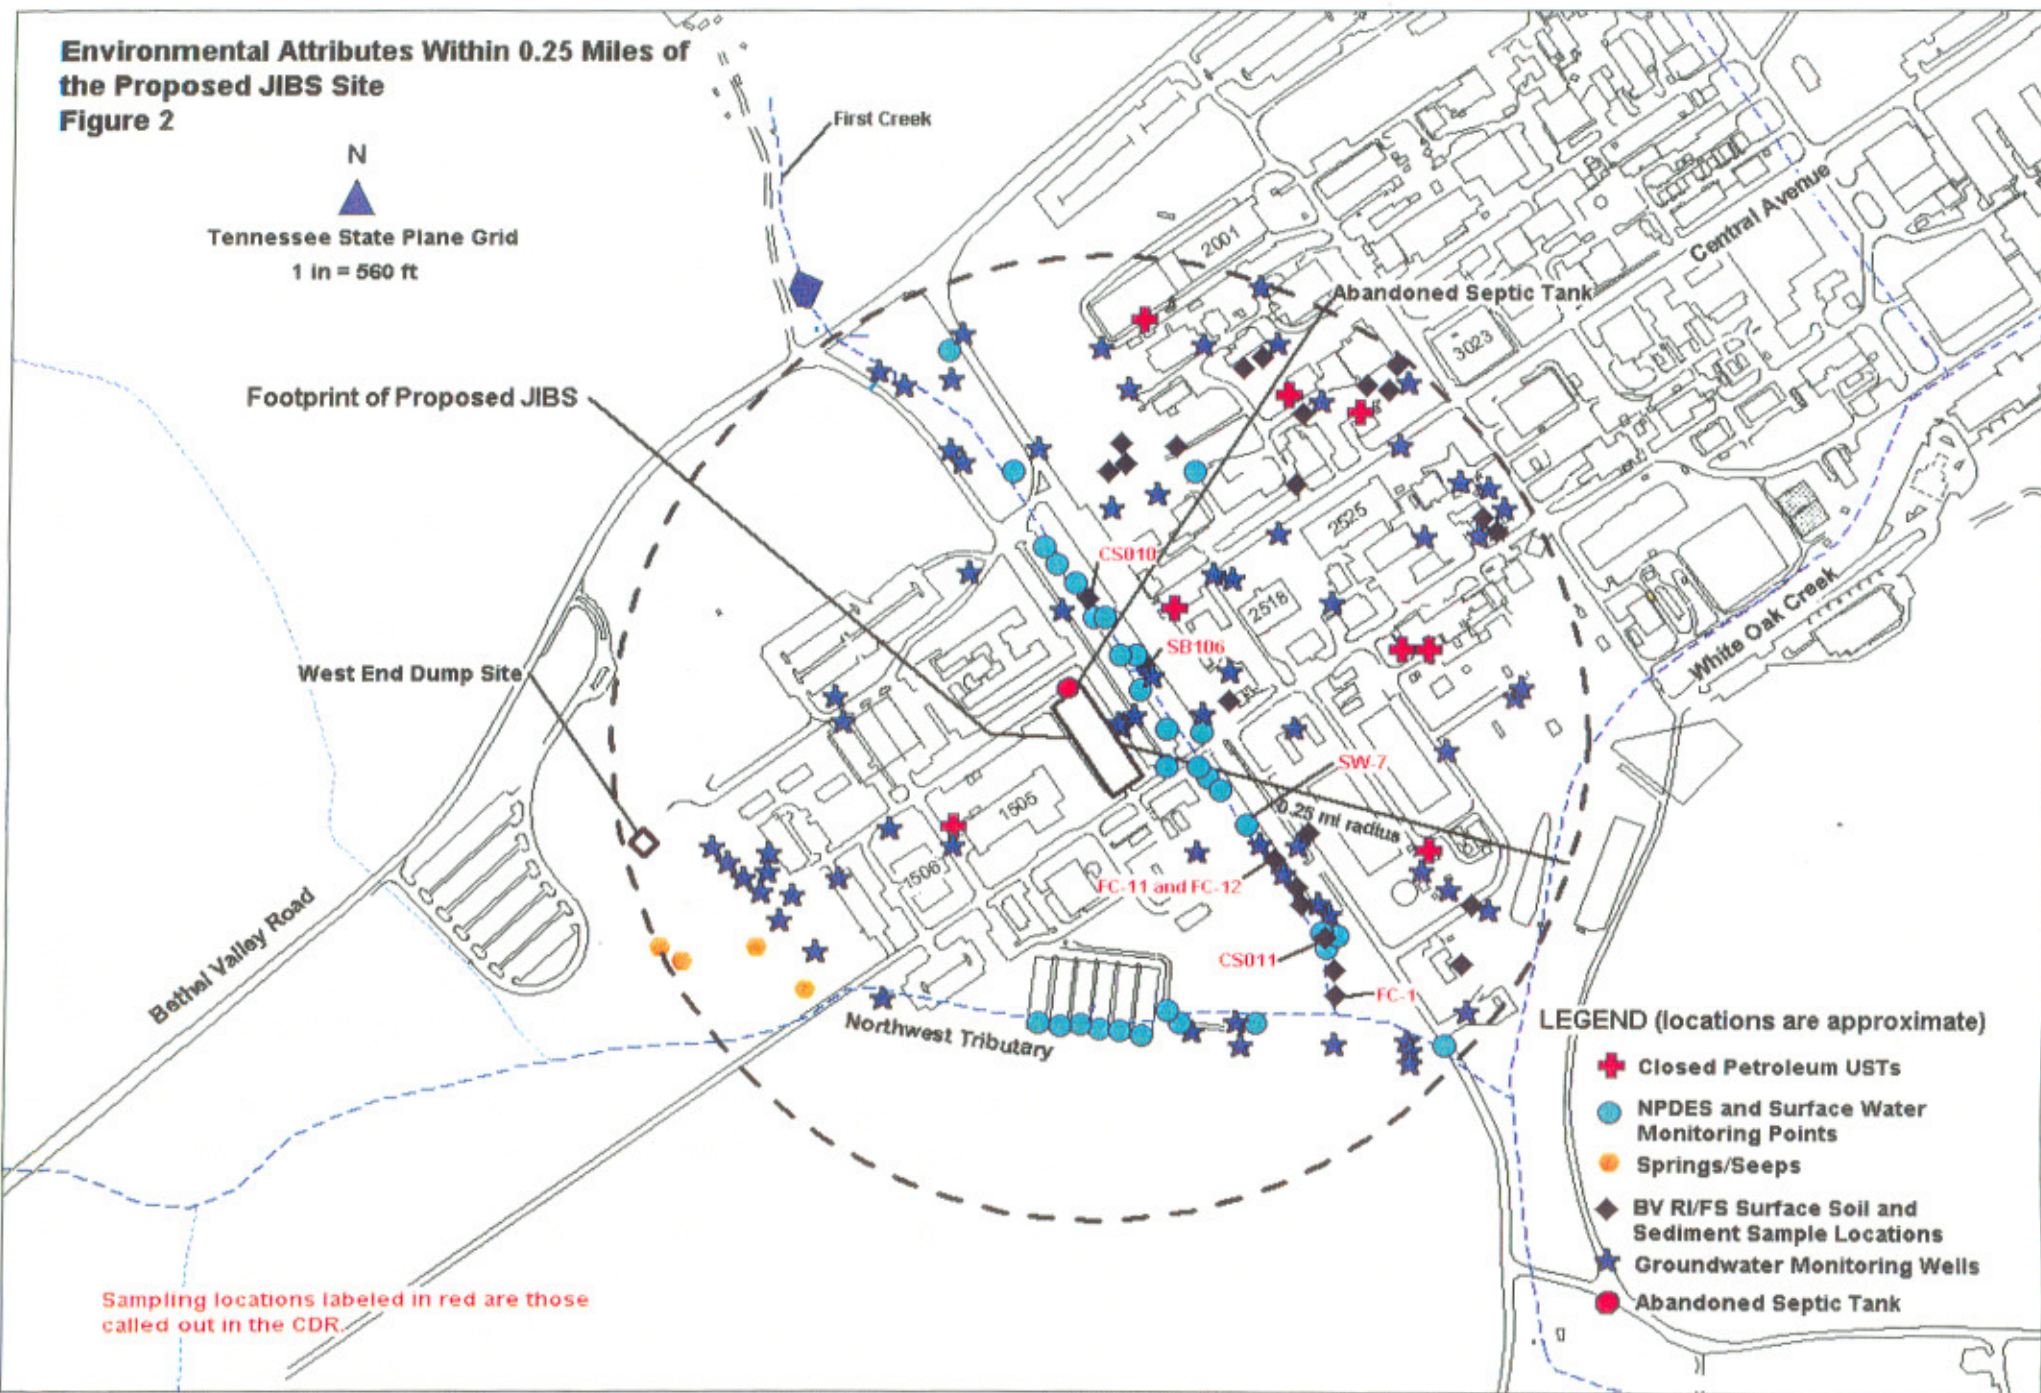 Environmental Attributes Within 0.25 Miles of
the Proposed JIBS Site
Figure 2
N
Tennessee State Plane Grid
1 in = 560 ft
First Creek
2001
Central Avenue
Abandoned Septic Tank
3023
Footprint of Proposed JIBS
2525
CS010
2518
White Oak Creek
SB106
West End Dump Site
SW-7
1505
0.25 mi radius
1506
FC-11 and FC-12
Bethel Valley Road
CS011
FC-1
Northwest Tributary
LEGEND (locations are approximate)
Closed Petroleum USTs
NPDES and Surface Water
Monitoring Points
Springs/Seeps
BV RI/FS Surface Soil and
Sediment Sample Locations
Groundwater Monitoring Wells
Abandoned Septic Tank
Sampling locations labeled in red are those
called out in the CDR.